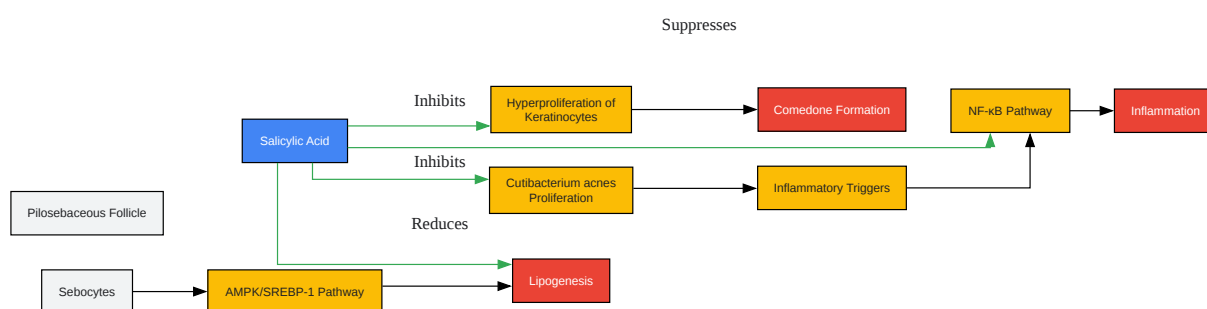 Suppresses
Inhibits
Hyperproliferation of
Keratinocytes
Comedone Formation
NF-κB Pathway
Inflammation
Salicylic Acid
Inhibits
Cutibacterium acnes
Proliferation
Inflammatory Triggers
Pilosebaceous Follicle
Reduces
Sebocytes
AMPK/SREBP-1 Pathway
Lipogenesis